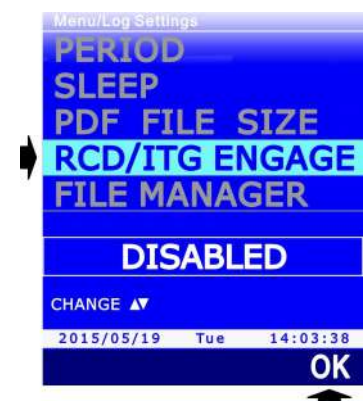 Menu/Log Settings
PERIOD
SLEEP
PDF FILE SIZE
RCD/ITG ENGAGE
FILE MANAGER
DISABLED
CHANGE ▲▼
2015/05/19 Tue 14:03:38
OK